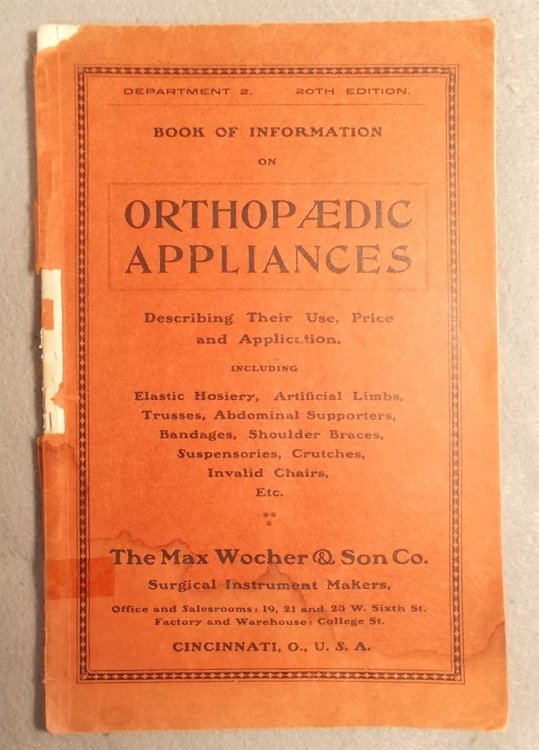 DEPARTMENT 2. 20TH EDITION.
BOOK OF INFORMATION
ON
ORTHOPÆDIC
APPLIANCES
Describing Their Use, Price
and Application.
INCLUDING
Elastic Hosiery, Artificial Limbs,
Trusses, Abdominal Supporters,
Bandages, Shoulder Braces,
Suspensories, Crutches,
Invalid Chairs,
Etc.
The Max Wocher & Son Co.
Surgical Instrument Makers,
Office and Salesrooms: 19, 21 and 23 W. Sixth St.
Factory and Warehouse: College St.
CINCINNATI, O., U. S. A.